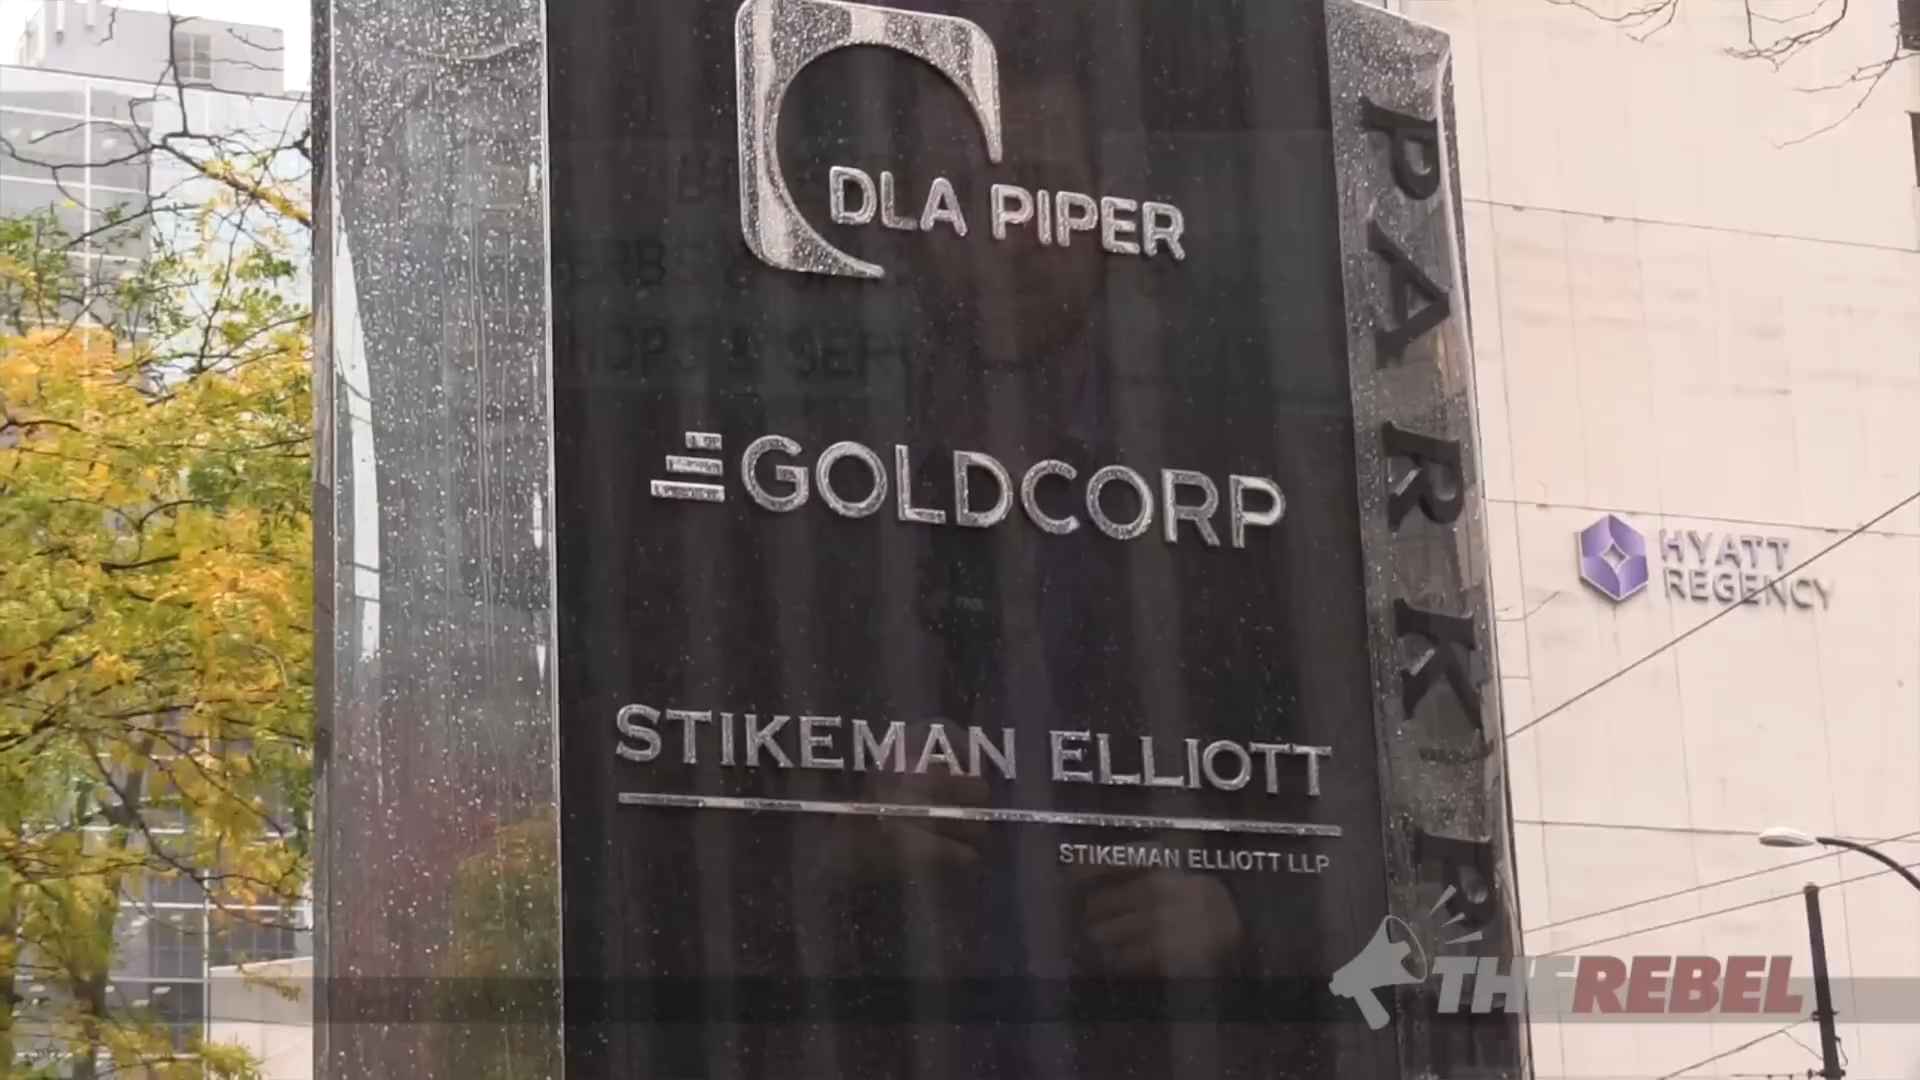 DLA PIPER
GOLDCORP
STIKEMAN ELLIOTT
STIKEMAN ELLIOTT LLP
PARK
HYATT
REGENCY
THEREBEL